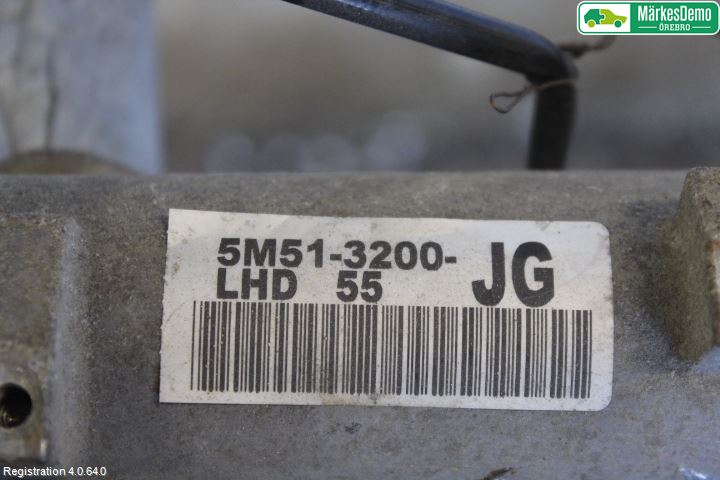 MärkesDemo
ÖREBRO
5M51-3200- JG
LHD 55
Registration 4.0.64.0